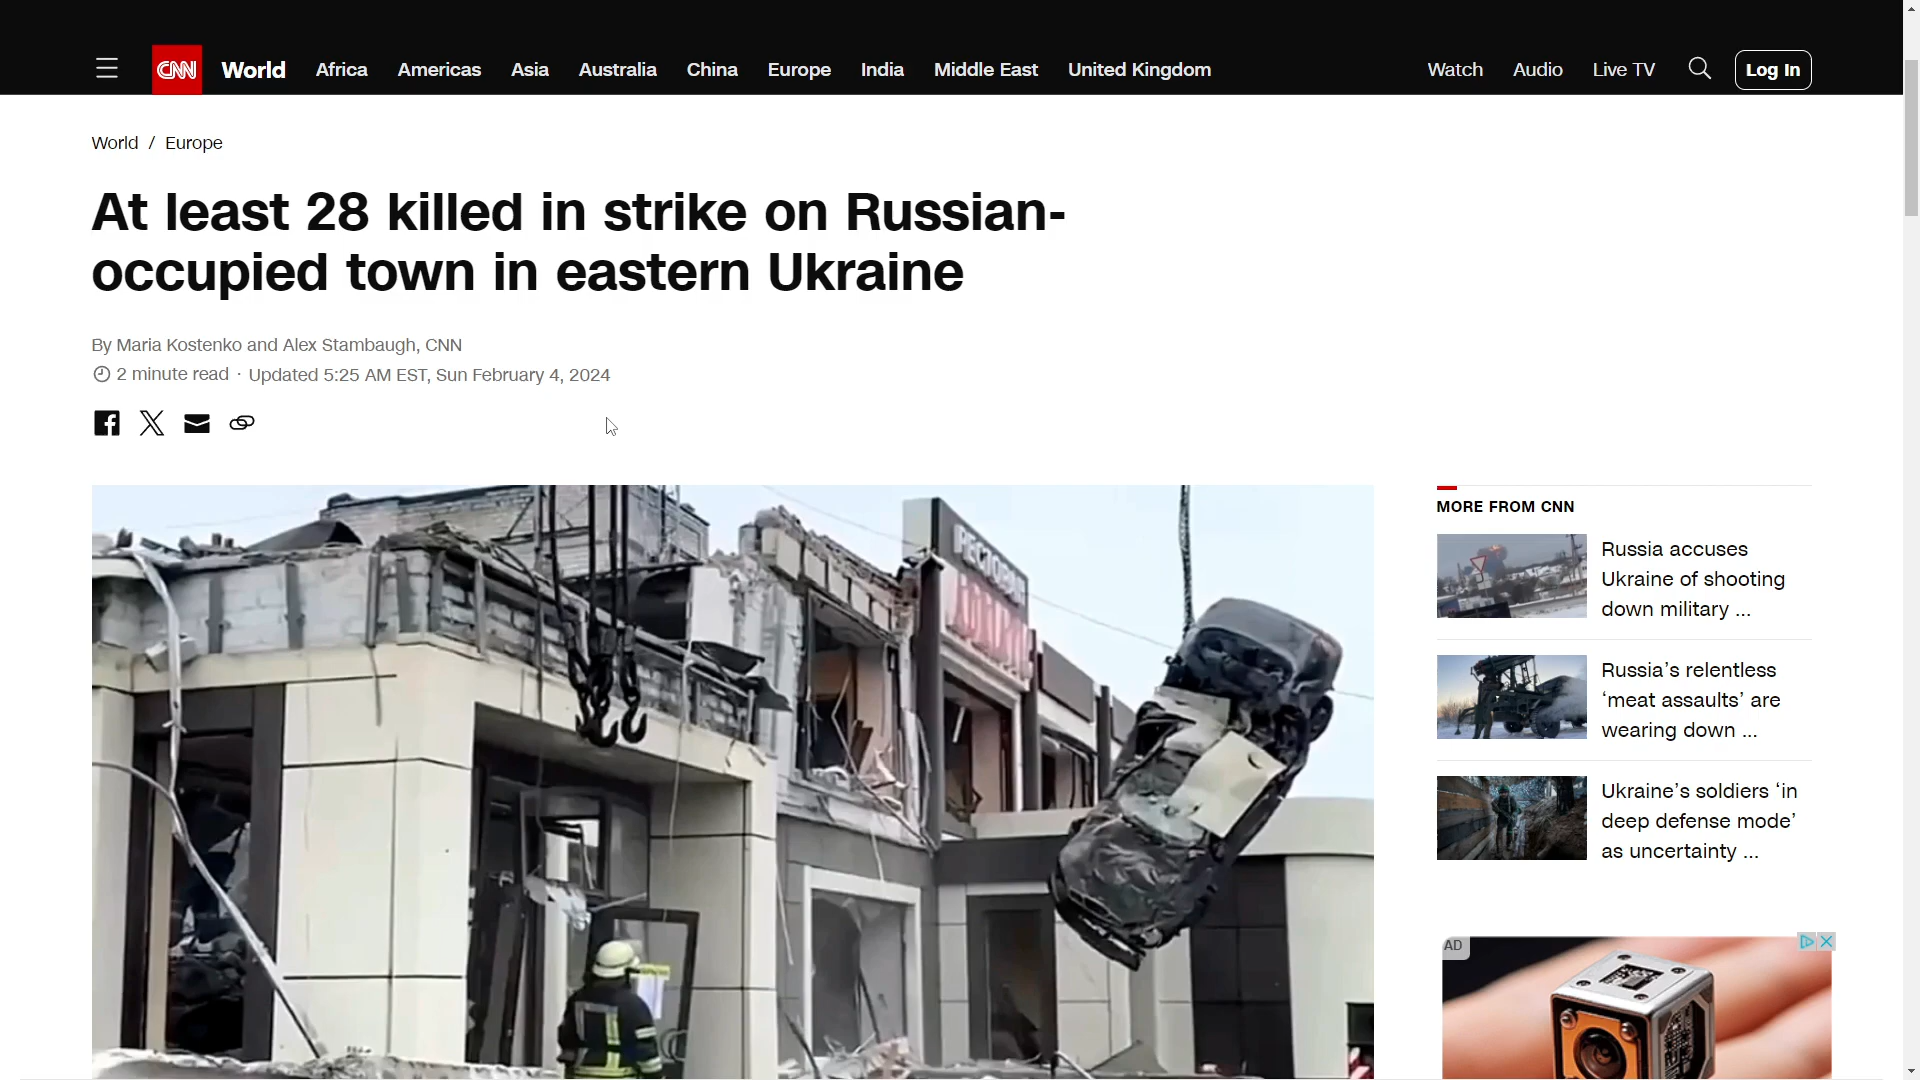 CNN World Africa Americas Asia Australia China Europe India Middle East United Kingdom Watch Audio Live TV Log In
World / Europe
At least 28 killed in strike on Russian-
occupied town in eastern Ukraine
By Maria Kostenko and Alex Stambaugh, CNN
2 minute read · Updated 5:25 AM EST, Sun February 4, 2024
РЕСТОРАН
MORE FROM CNN
Russia accuses
Ukraine of shooting
down military ...
Russia’s relentless
‘meat assaults’ are
wearing down ...
Ukraine’s soldiers ‘in
deep defense mode’
as uncertainty ...
AD